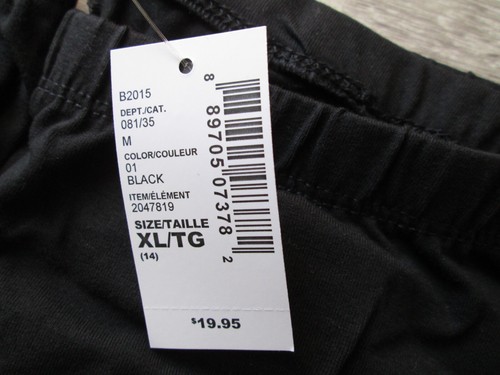 B2015
DEPT./CAT.
081/35
M
COLOR/COULEUR
01
BLACK
ITEM/ÉLÉMENT
2047819
SIZE/TAILLE
XL/TG
(14)
8 89705 07378 2
$19.95